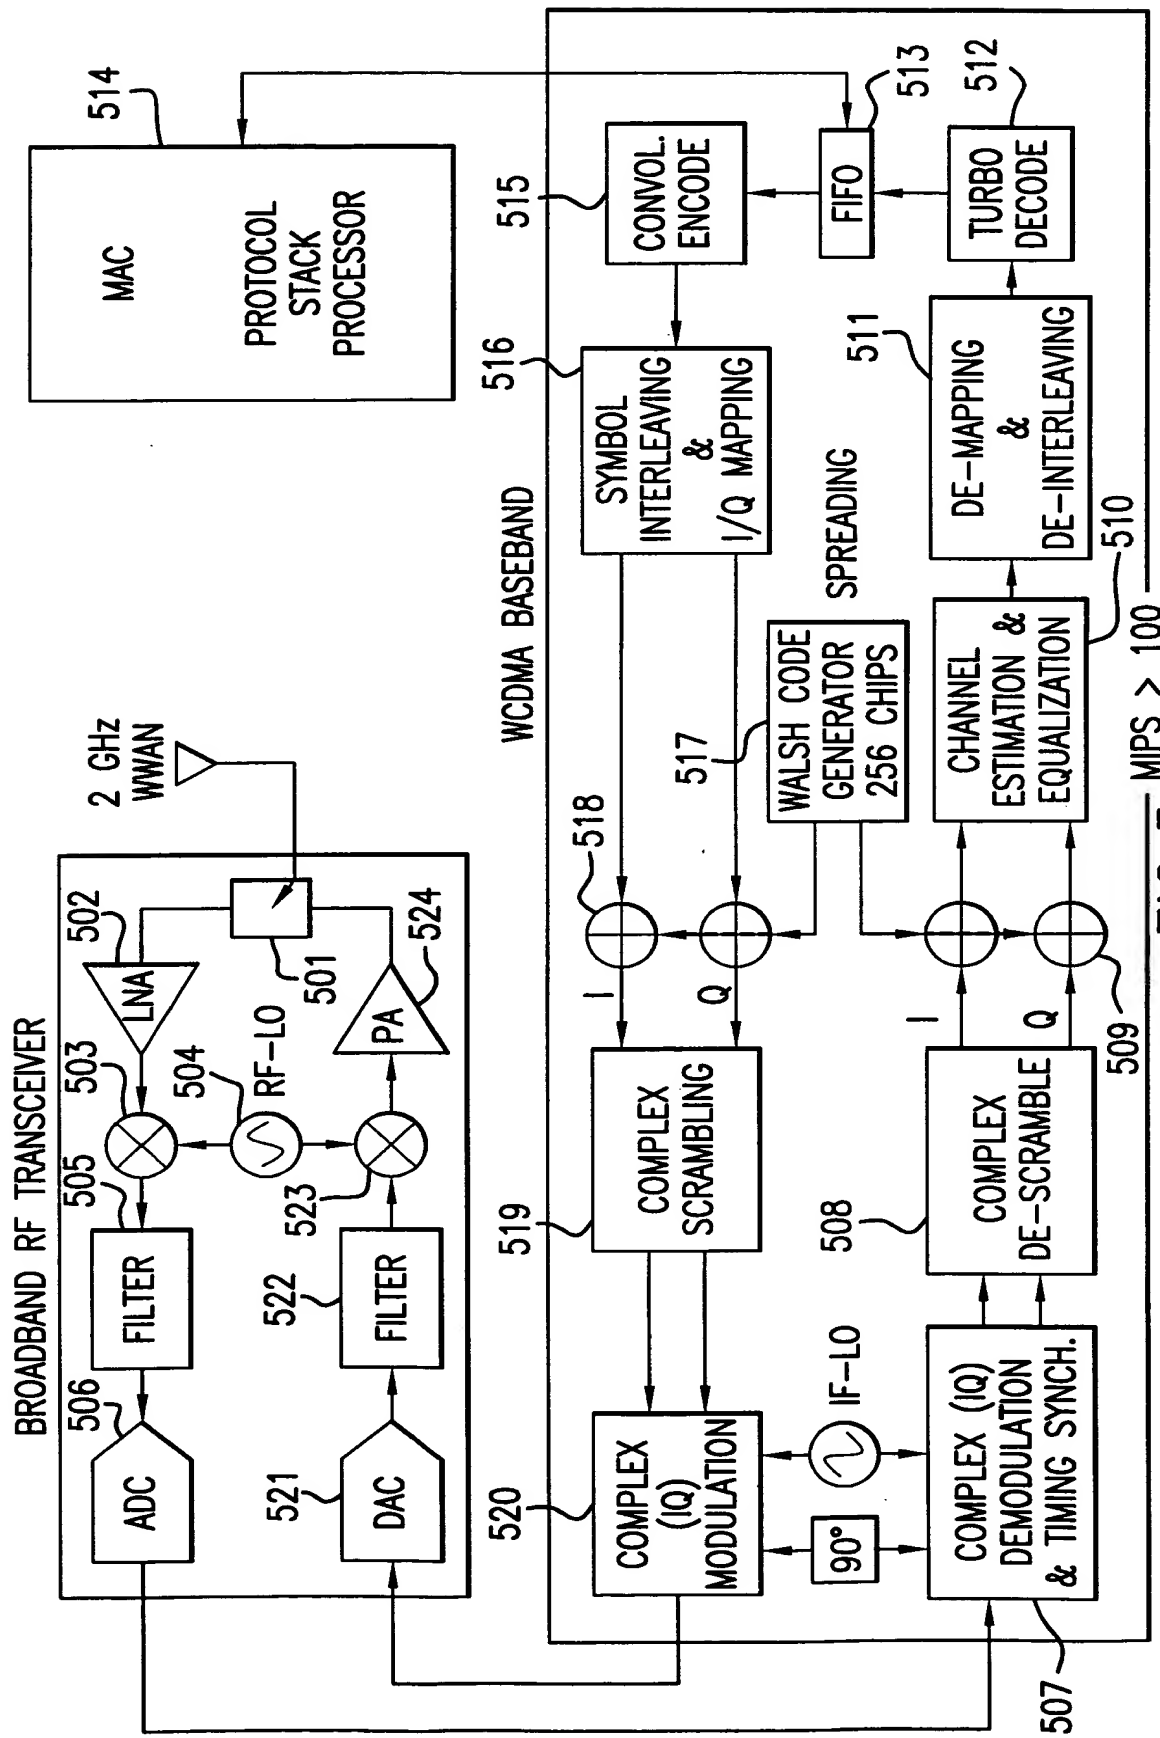 BROADBAND RF TRANSCEIVER
506
ADC
505
FILTER
503
502
LNA
504
RF-LO
501
2 GHz
WWAN
521
DAC
522
FILTER
523
PA
524
514
MAC
PROTOCOL
STACK
PROCESSOR
WCDMA BASEBAND
520
COMPLEX
(IQ)
MODULATION
519
COMPLEX
SCRAMBLING
I
Q
518
516
SYMBOL
INTERLEAVING
&
I/Q MAPPING
515
CONVOL.
ENCODE
517
WALSH CODE
GENERATOR
256 CHIPS
SPREADING
90°
IF-LO
FIFO
513
507
COMPLEX (IQ)
DEMODULATION
& TIMING SYNCH.
508
COMPLEX
DE-SCRAMBLE
I
Q
509
CHANNEL
ESTIMATION &
EQUALIZATION
510
511
DE-MAPPING
&
DE-INTERLEAVING
TURBO
DECODE
512
MIPS > 100